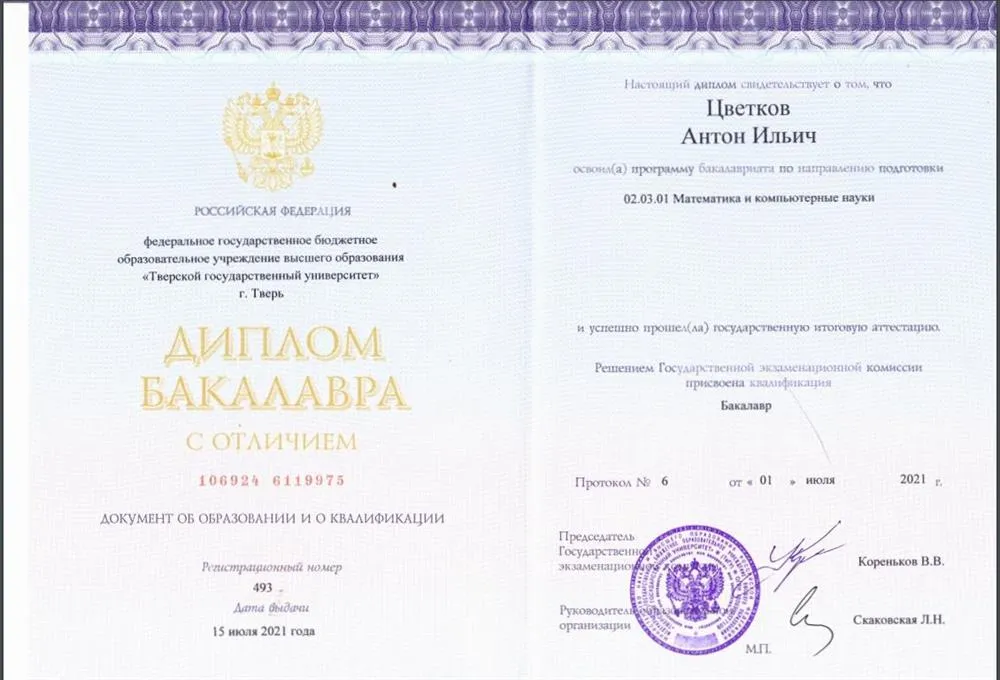 РОССИЙСКАЯ ФЕДЕРАЦИЯ
федеральное государственное бюджетное
образовательное учреждение высшего образования
«Тверской государственный университет»
г. Тверь
ДИПЛОМ
БАКАЛАВРА
С ОТЛИЧИЕМ
106924 6119975
ДОКУМЕНТ ОБ ОБРАЗОВАНИИ И О КВАЛИФИКАЦИИ
Регистрационный номер
493
Дата выдачи
15 июля 2021 года
Настоящий диплом свидетельствует о том, что
Цветков
Антон Ильич
освоил(а) программу бакалавриата по направлению подготовки
02.03.01 Математика и компьютерные науки
и успешно прошел(ла) государственную итоговую аттестацию.
Решением Государственной экзаменационной комиссии
присвоена квалификация
Бакалавр
Протокол № 6 от « 01 » июля 2021 г.
Председатель
Государственной
экзаменационной
Кореньков В.В.
Руководитель
организации
Скаковская Л.Н.
М.П.